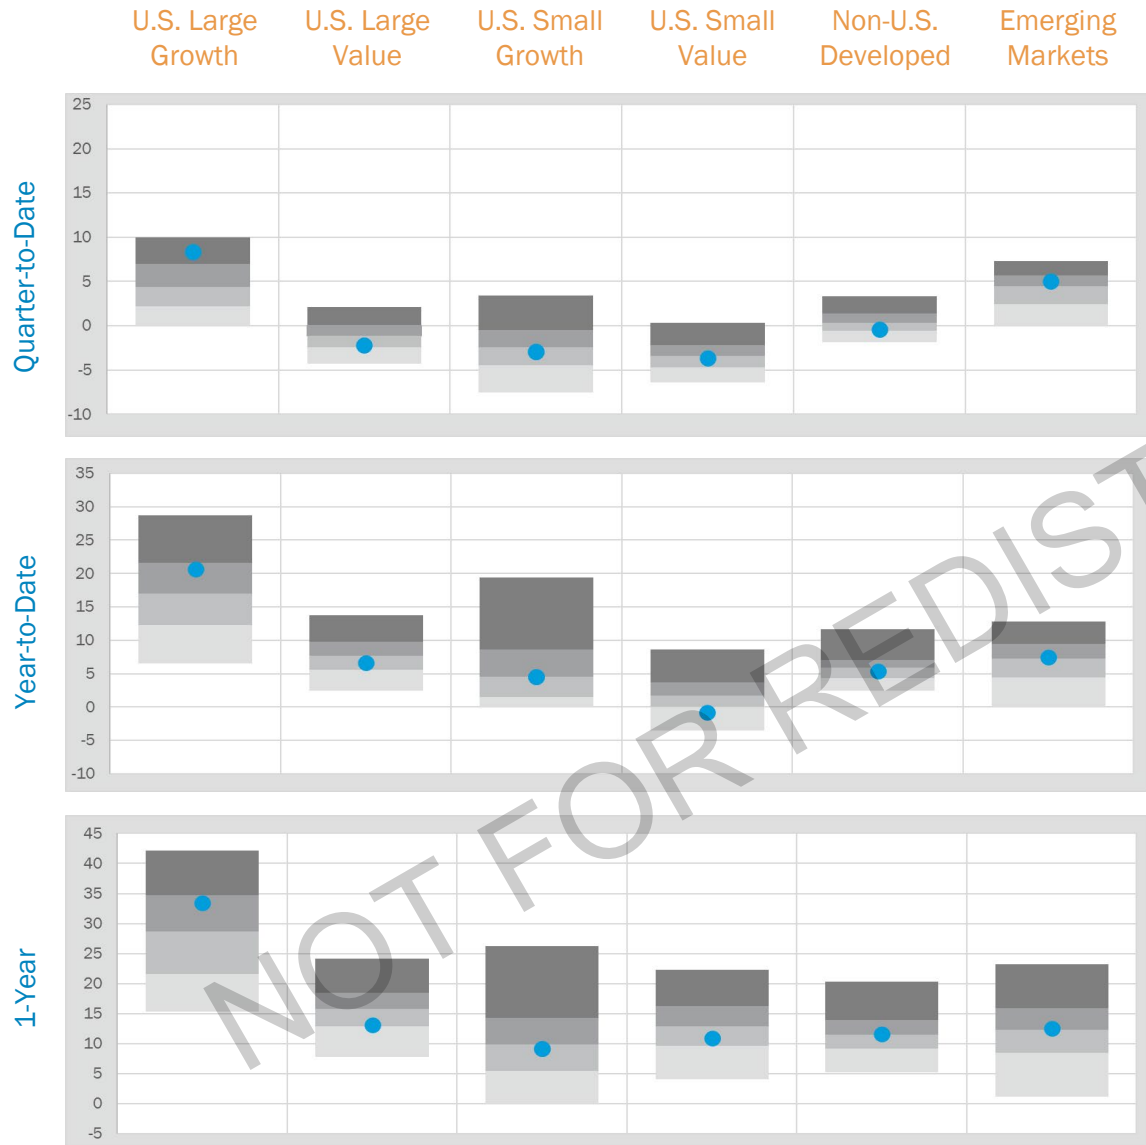 U.S. Large
Growth
U.S. Large
Value
U.S. Small
Growth
U.S. Small
Value
Non-U.S.
Developed
Emerging
Markets
Quarter-to-Date
25
20
15
10
5
0
-5
-10
Year-to-Date
35
30
25
20
15
10
5
0
-5
-10
1-Year
45
40
35
30
25
20
15
10
5
0
-5
NOT FOR REDIST